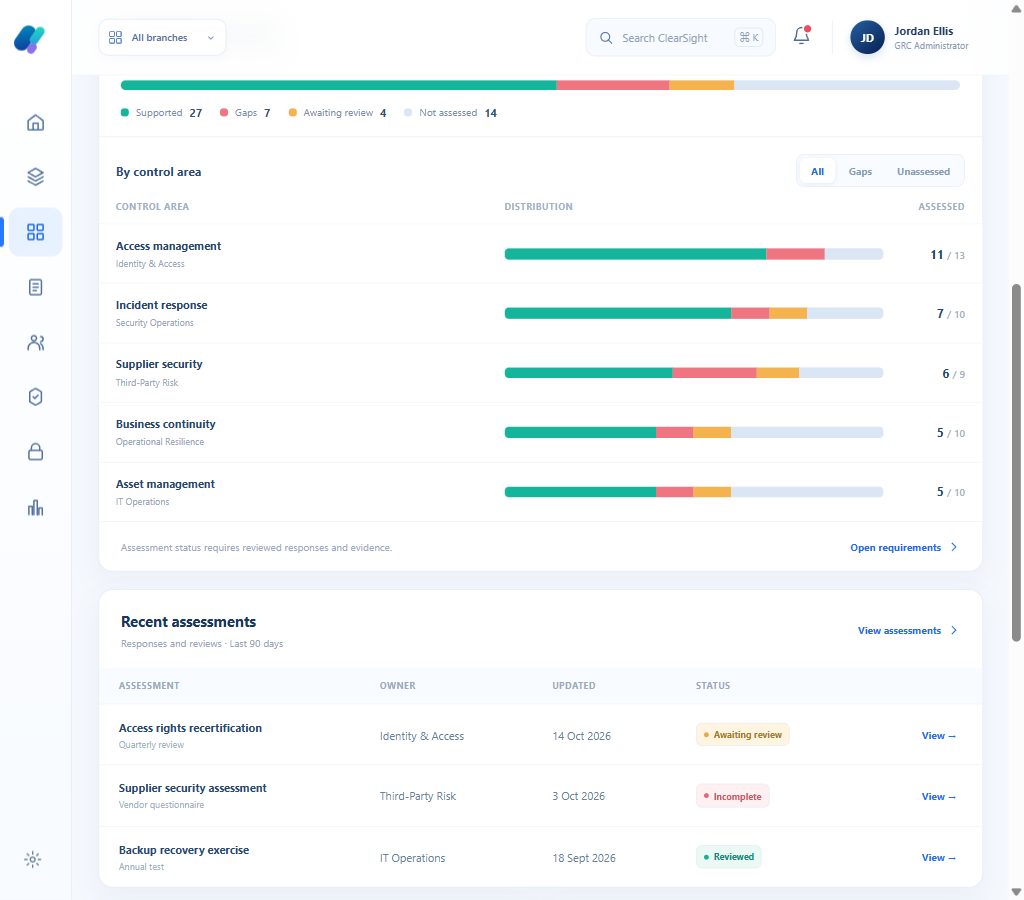 All branches
Search ClearSight
⌘ K
JD
Jordan Ellis
GRC Administrator
Supported 27 Gaps 7 Awaiting review 4 Not assessed 14
By control area
All Gaps Unassessed
CONTROL AREA DISTRIBUTION ASSESSED
Access management
Identity & Access
11 / 13
Incident response
Security Operations
7 / 10
Supplier security
Third-Party Risk
6 / 9
Business continuity
Operational Resilience
5 / 10
Asset management
IT Operations
5 / 10
Assessment status requires reviewed responses and evidence.
Open requirements
Recent assessments
Responses and reviews · Last 90 days
View assessments
ASSESSMENT OWNER UPDATED STATUS
Access rights recertification
Quarterly review
Identity & Access 14 Oct 2026 Awaiting review View →
Supplier security assessment
Vendor questionnaire
Third-Party Risk 3 Oct 2026 Incomplete View →
Backup recovery exercise
Annual test
IT Operations 18 Sept 2026 Reviewed View →